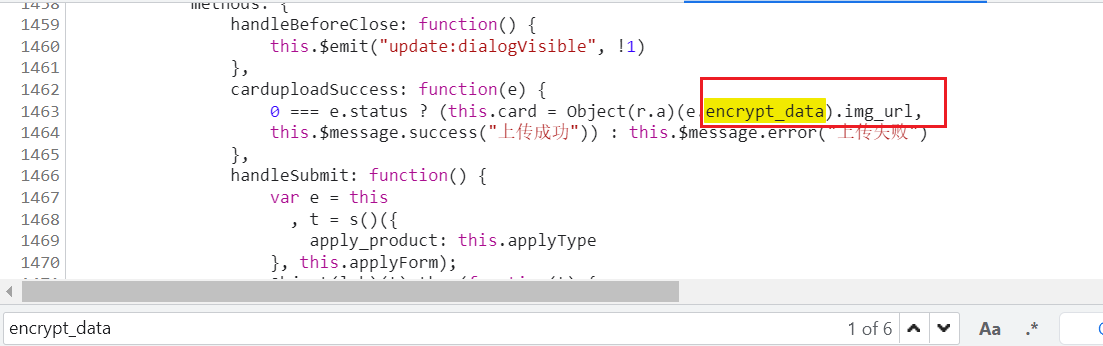 1458 methods: {
1459 handleBeforeClose: function() {
1460 this.$emit("update:dialogVisible", !1)
1461 },
1462 carduploadSuccess: function(e) {
1463 0 === e.status ? (this.card = Object(r.a)(e.encrypt_data).img_url,
1464 this.$message.success("上传成功")) : this.$message.error("上传失败")
1465 },
1466 handleSubmit: function() {
1467 var e = this
1468 , t = s()({
1469 apply_product: this.applyType
1470 }, this.applyForm);
encrypt_data 1 of 6 Aa .*